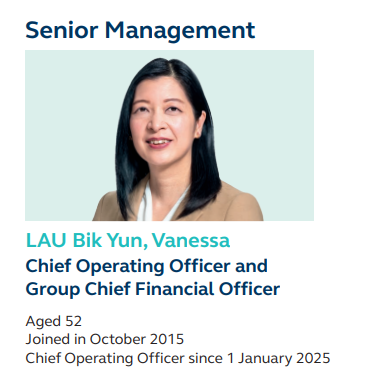 Senior Management
LAU Bik Yun, Vanessa
Chief Operating Officer and
Group Chief Financial Officer
Aged 52
Joined in October 2015
Chief Operating Officer since 1 January 2025